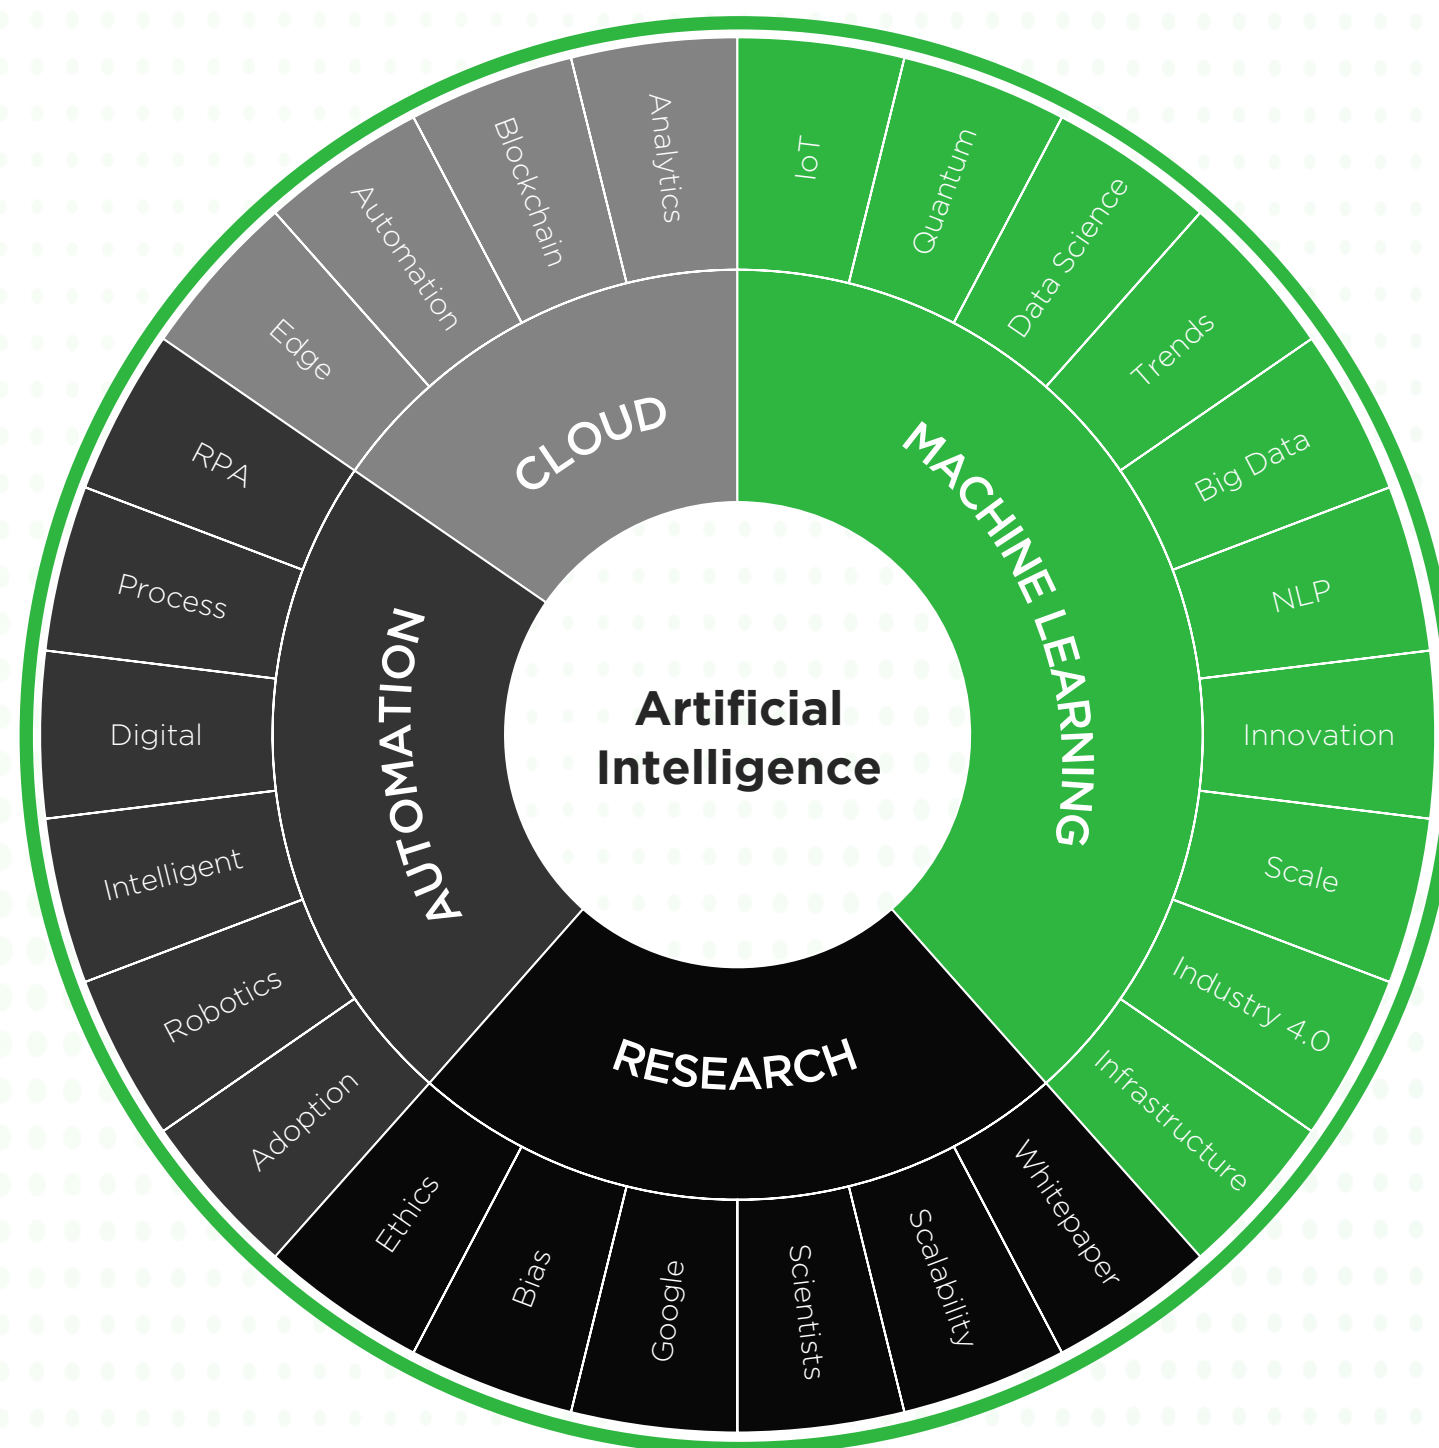 Artificial
Intelligence
MACHINE LEARNING
IoT
Quantum
Data Science
Trends
Big Data
NLP
Innovation
Scale
Industry 4.0
Infrastructure
RESEARCH
Whitepaper
Scalability
Scientists
Google
Bias
Ethics
AUTOMATION
Adoption
Robotics
Intelligent
Digital
Process
RPA
CLOUD
Edge
Automation
Blockchain
Analytics